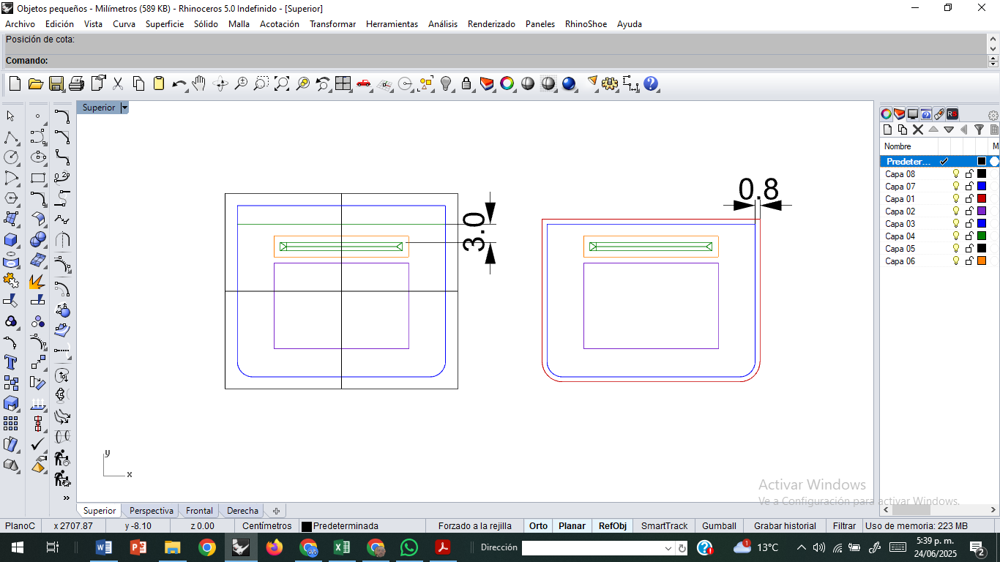 Objetos pequeños - Milímetros (589 KB) - Rhinoceros 5.0 Indefinido - [Superior]
Archivo Edición Vista Curva Superficie Sólido Malla Acotación Transformar Herramientas Análisis Renderizado Paneles RhinoShoe Ayuda
Posición de cota:
Comando:
Superior
Nombre M
Predeter...
Capa 08
Capa 07
Capa 01
Capa 02
Capa 03
Capa 04
Capa 05
Capa 06
3.0
0.8
y
x
Activar Windows
Ve a Configuración para activar Windows.
Superior Perspectiva Frontal Derecha
PlanoC x 2707.87 y -8.10 z 0.00 Centímetros Predeterminada Forzado a la rejilla Orto Planar RefObj SmartTrack Gumball Grabar historial Filtrar Uso de memoria: 223 MB
Dirección
13°C
5:39 p. m.
24/06/2025
2